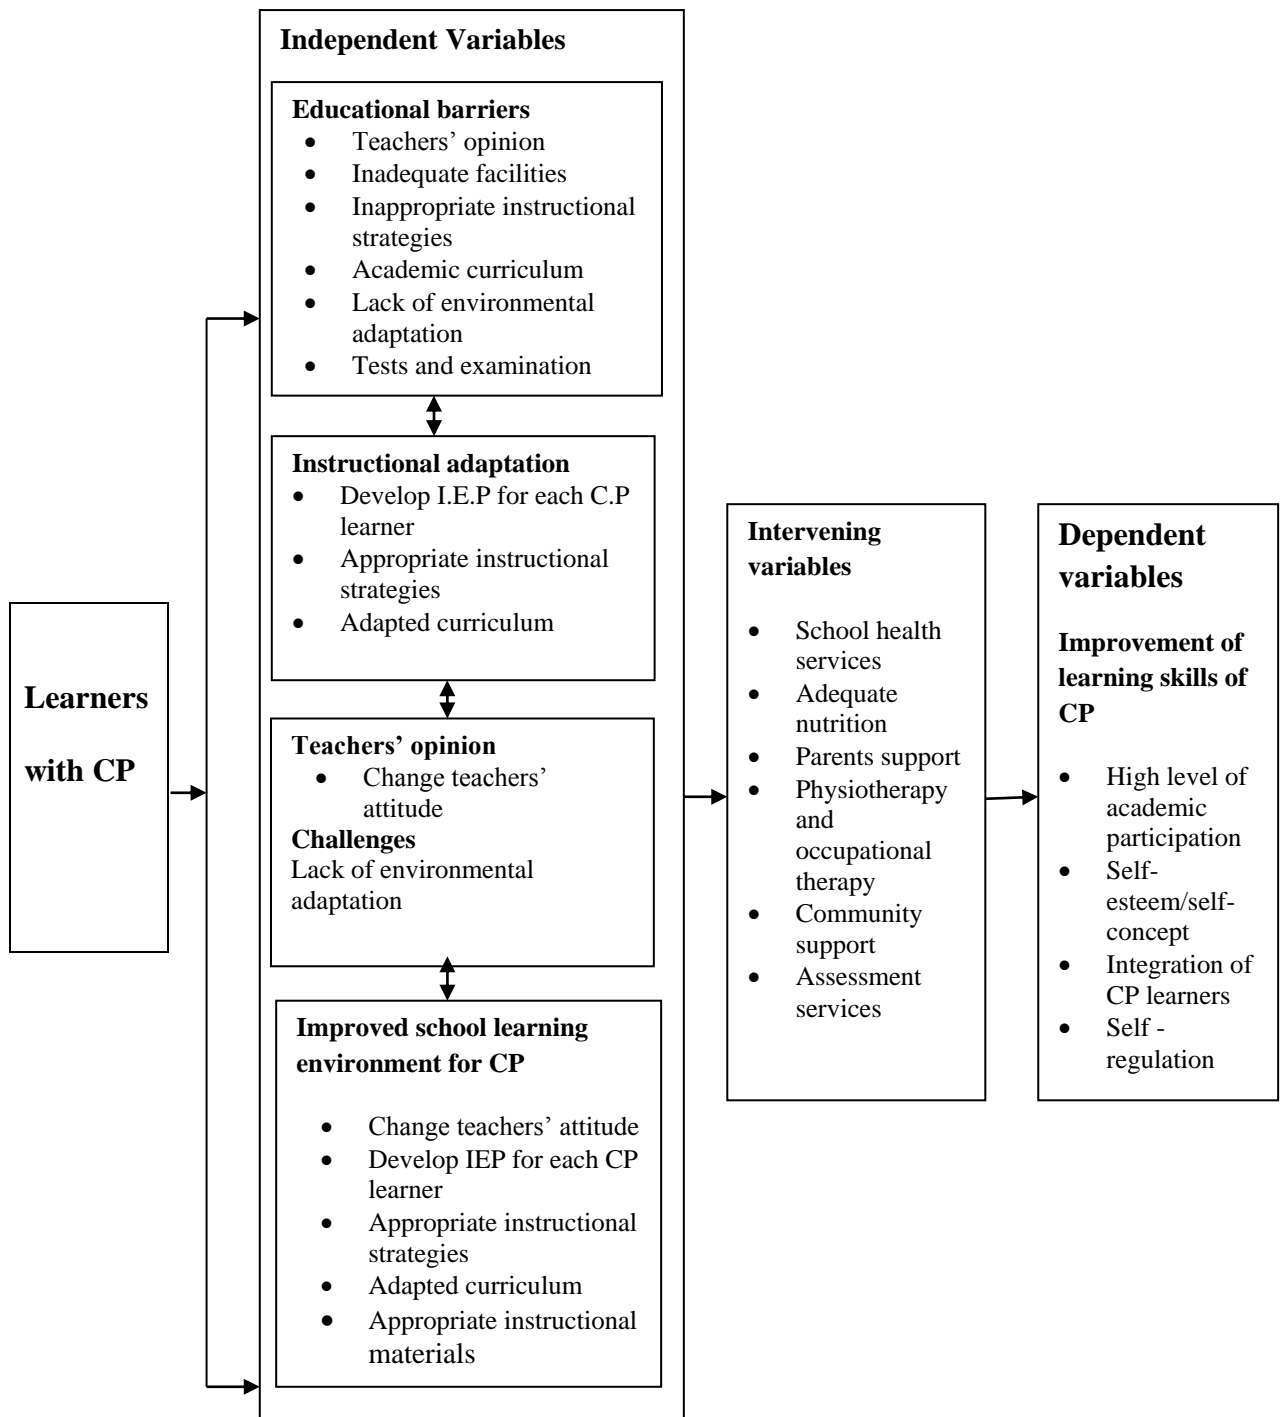 Learners
with CP
Independent Variables
Educational barriers
• Teachers’ opinion
• Inadequate facilities
• Inappropriate instructional
strategies
• Academic curriculum
• Lack of environmental
adaptation
• Tests and examination
Instructional adaptation
• Develop I.E.P for each C.P
learner
• Appropriate instructional
strategies
• Adapted curriculum
Teachers’ opinion
• Change teachers’
attitude
Challenges
Lack of environmental
adaptation
Improved school learning
environment for CP
• Change teachers’ attitude
• Develop IEP for each CP
learner
• Appropriate instructional
strategies
• Adapted curriculum
• Appropriate instructional
materials
Intervening
variables
• School health
services
• Adequate
nutrition
• Parents support
• Physiotherapy
and
occupational
therapy
• Community
support
• Assessment
services
Dependent
variables
Improvement of
learning skills of
CP
• High level of
academic
participation
• Self-
esteem/self-
concept
• Integration of
CP learners
• Self -
regulation